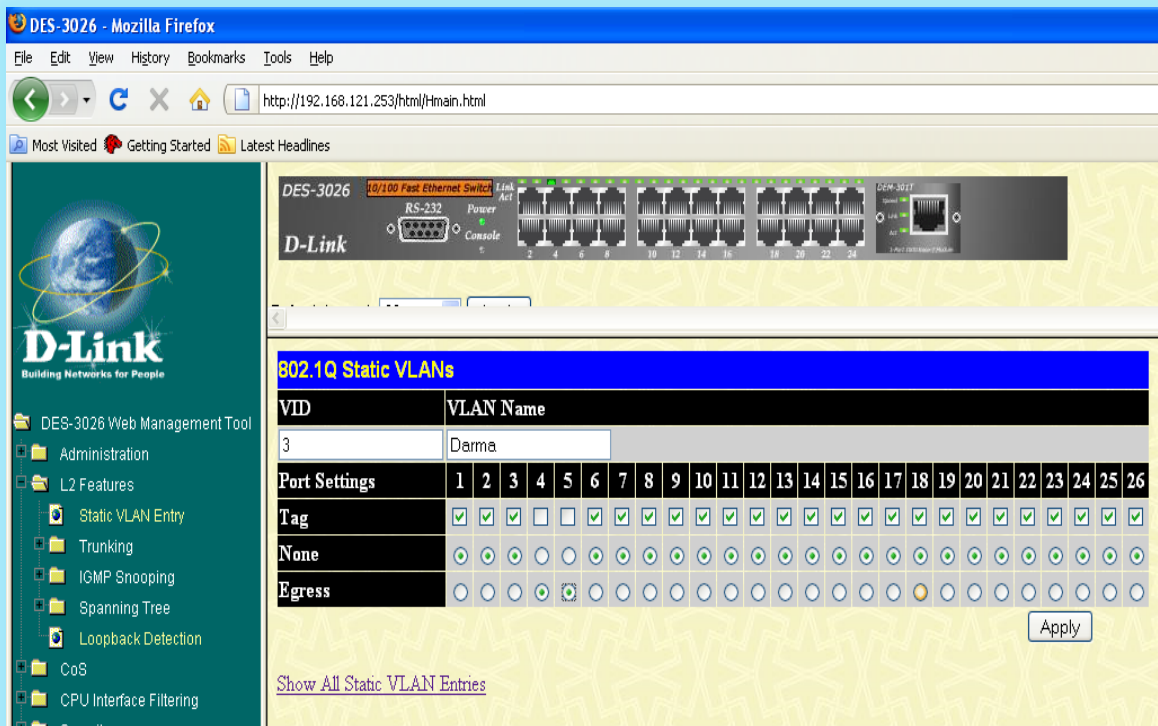 DES-3026 - Mozilla Firefox
File Edit View History Bookmarks Tools Help
http://192.168.121.253/html/Hmain.html
Most Visited Getting Started Latest Headlines
DES-3026 10/100 Fast Ethernet Switch Link Act DEM-301T
RS-232 Power
Console
D-Link
2 4 6 8 10 12 14 16 18 20 22 24
D-Link
Building Networks for People
DES-3026 Web Management Tool
Administration
L2 Features
Static VLAN Entry
Trunking
IGMP Snooping
Spanning Tree
Loopback Detection
CoS
CPU Interface Filtering
802.1Q Static VLANs
VID VLAN Name
3 Darma
Port Settings 1 2 3 4 5 6 7 8 9 10 11 12 13 14 15 16 17 18 19 20 21 22 23 24 25 26
Tag
None
Egress
Apply
Show All Static VLAN Entries